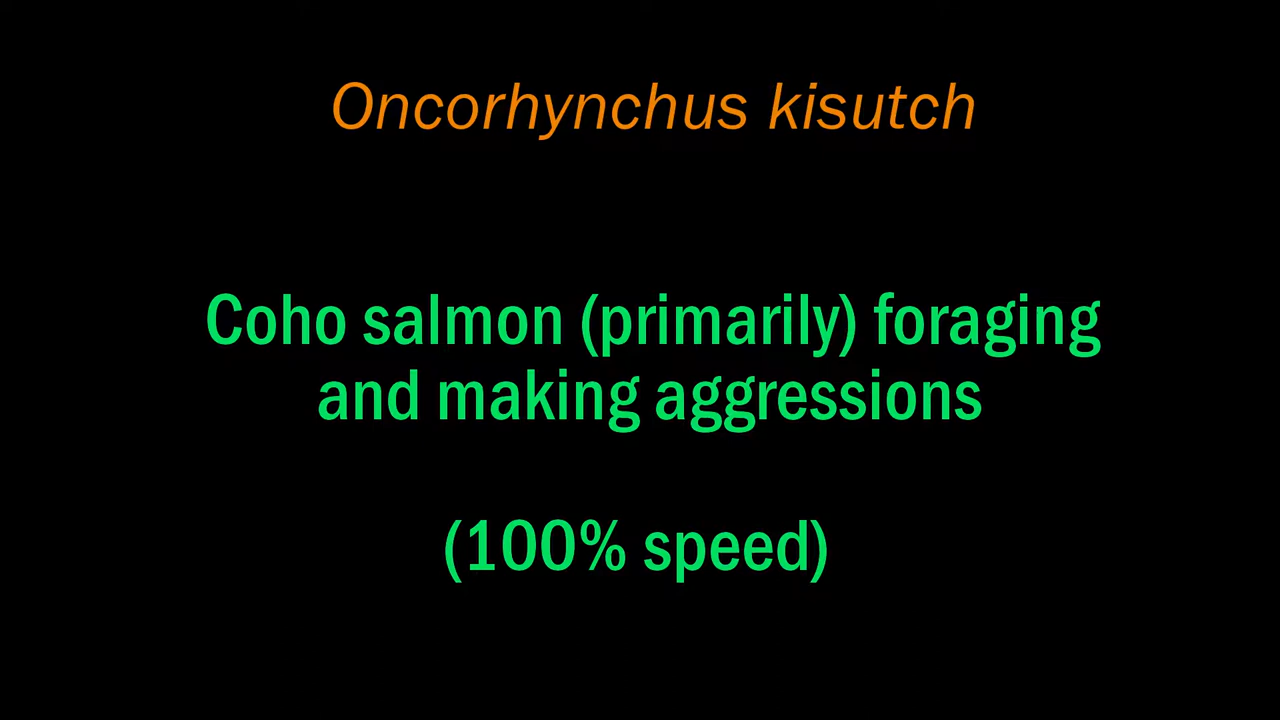 Oncorhynchus kisutch
Coho salmon (primarily) foraging
and making aggressions
(100% speed)